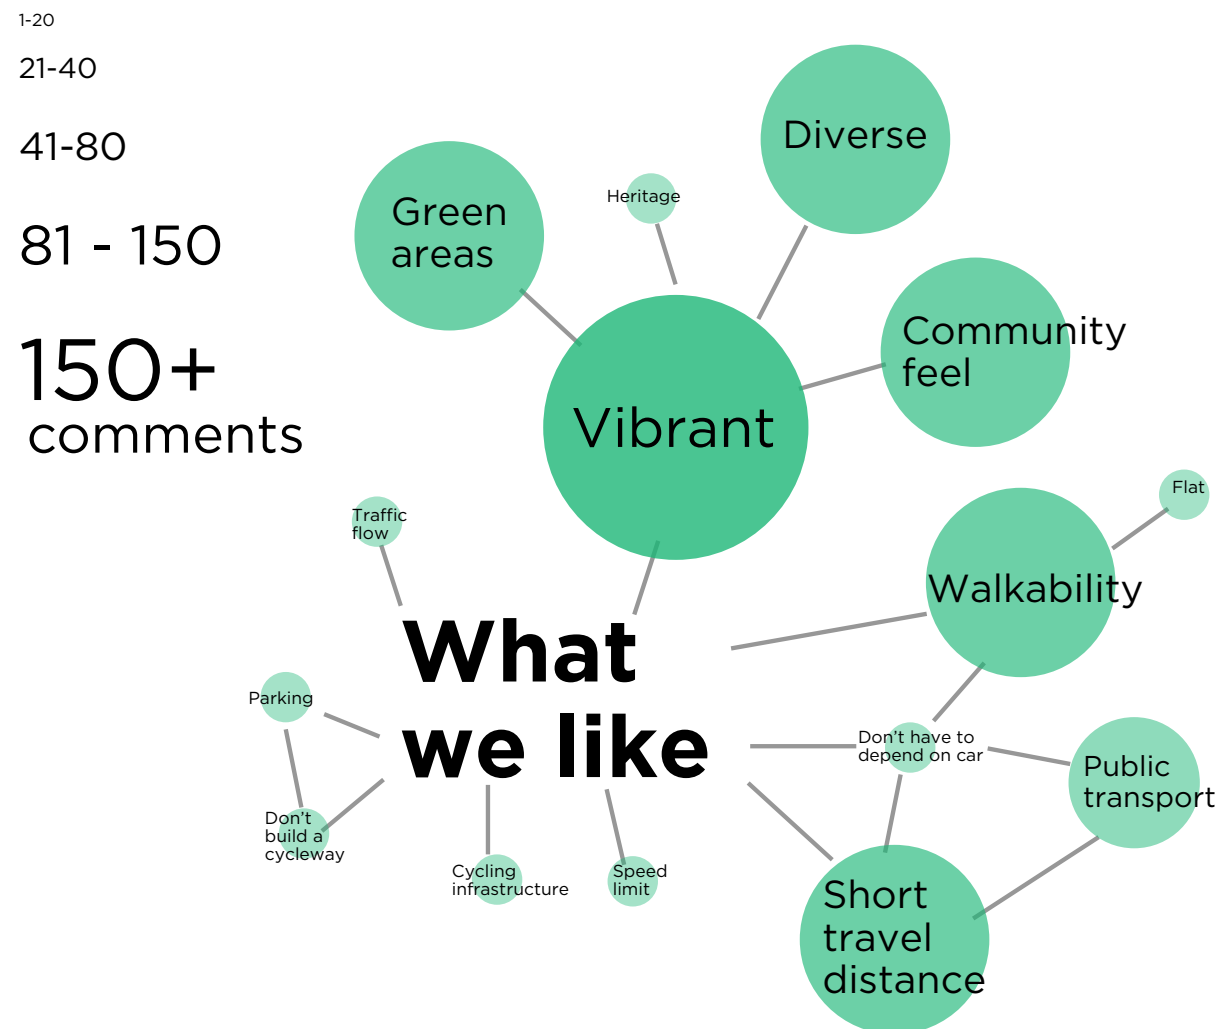 1-20
21-40
41-80
81 - 150
150+
comments
Diverse
Heritage
Green
areas
Community
feel
Vibrant
Flat
Traffic
flow
Walkability
What
we like
Parking
Don't have to
depend on car
Public
transport
Don't
build a
cycleway
Cycling
infrastructure
Speed
limit
Short
travel
distance